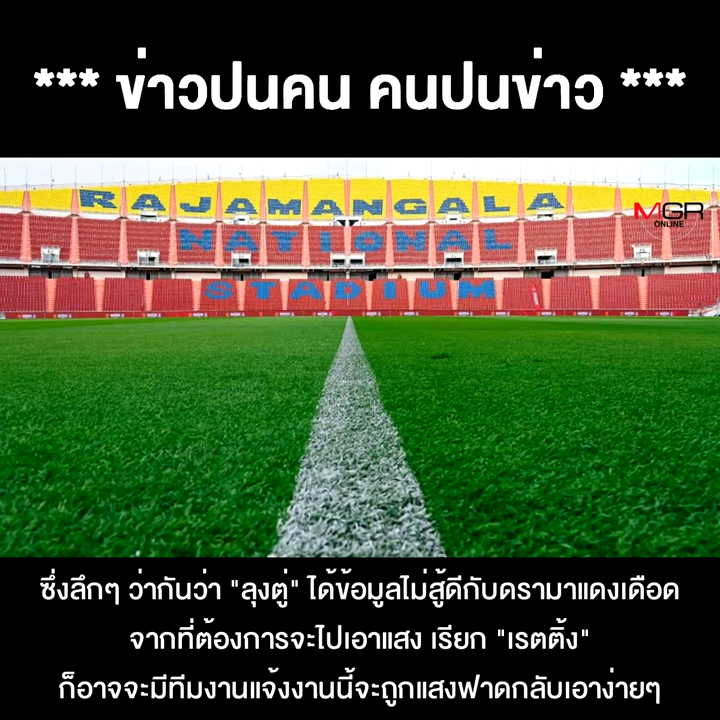 *** ข่าวปนคน คนปนข่าว ***
RAJAMANGALA
MGR
ONLINE
NATIONAL
STADIUM
ซึ่งลึกๆ ว่ากันว่า "ลุงตู่" ได้ข้อมูลไม่สู้ดีกับดรามาแดงเดือด
จากที่ต้องการจะไปเอาแสง เรียก "เรตติ้ง"
ก็อาจจะมีทีมงานแจ้งงานนี้จะถูกแสงฟาดกลับเอาง่ายๆ